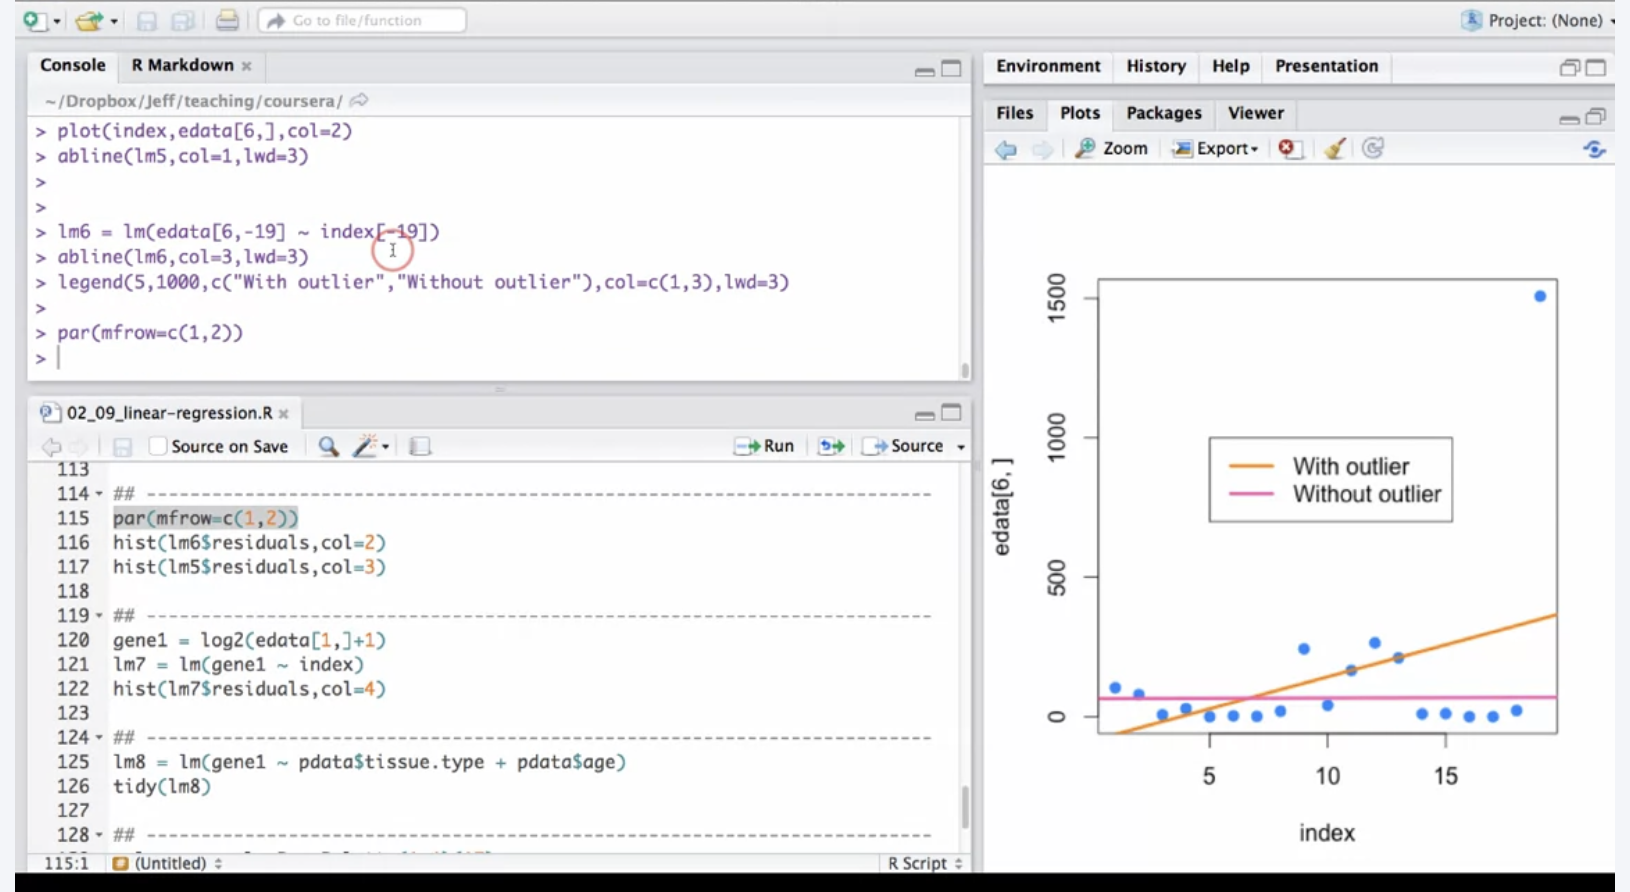 Go to file/function
Project: (None)
Console R Markdown
~/Dropbox/Jeff/teaching/coursera/
> plot(index,edata[6,],col=2)
> abline(lm5,col=1,lwd=3)
>
>
> lm6 = lm(edata[6,-19] ~ index[-19])
> abline(lm6,col=3,lwd=3)
> legend(5,1000,c("With outlier","Without outlier"),col=c(1,3),lwd=3)
>
> par(mfrow=c(1,2))
>
02_09_linear-regression.R
Source on Save Run Source
113
114 ## ------------------------------------------------------------------------
115 par(mfrow=c(1,2))
116 hist(lm6$residuals,col=2)
117 hist(lm5$residuals,col=3)
118
119 ## ------------------------------------------------------------------------
120 gene1 = log2(edata[1,]+1)
121 lm7 = lm(gene1 ~ index)
122 hist(lm7$residuals,col=4)
123
124 ## ------------------------------------------------------------------------
125 lm8 = lm(gene1 ~ pdata$tissue.type + pdata$age)
126 tidy(lm8)
127
128 ## ------------------------------------------------------------------------
115:1 (Untitled) R Script
Environment History Help Presentation
Files Plots Packages Viewer
Zoom Export
1500
1000
500
0
edata[6, ]
With outlier
Without outlier
5 10 15
index